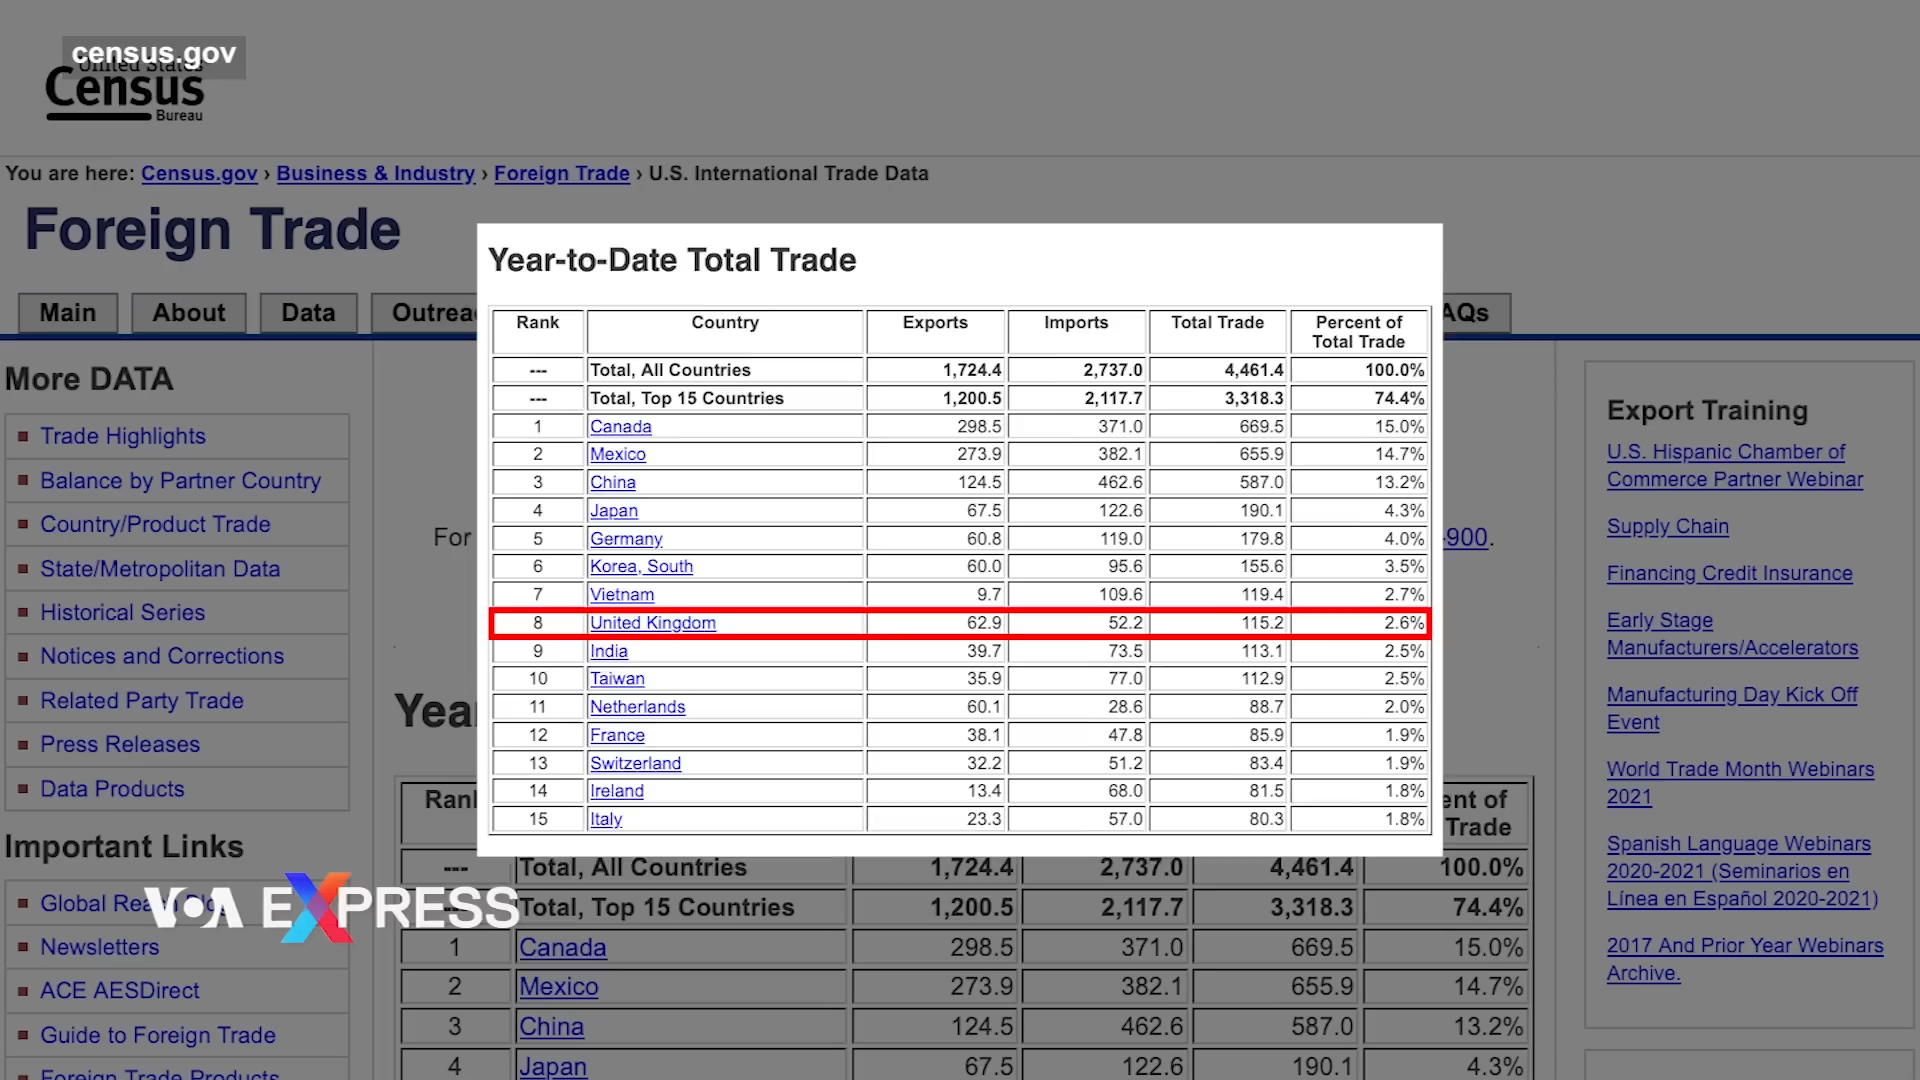 census.gov
United States
Census
Bureau
You are here: Census.gov › Business & Industry › Foreign Trade › U.S. International Trade Data
Foreign Trade
Main About Data
More DATA
Trade Highlights
Balance by Partner Country
Country/Product Trade
State/Metropolitan Data
Historical Series
Notices and Corrections
Related Party Trade
Press Releases
Data Products
Important Links
Global Reach
Newsletters
ACE AESDirect
Guide to Foreign Trade
Foreign Trade Products
VOA EXPRESS
For
-900.
Year-to-Date Total Trade
Rank Country Exports Imports Total Trade Percent of
Total Trade
--- Total, All Countries 1,724.4 2,737.0 4,461.4 100.0%
--- Total, Top 15 Countries 1,200.5 2,117.7 3,318.3 74.4%
1 Canada 298.5 371.0 669.5 15.0%
2 Mexico 273.9 382.1 655.9 14.7%
3 China 124.5 462.6 587.0 13.2%
4 Japan 67.5 122.6 190.1 4.3%
5 Germany 60.8 119.0 179.8 4.0%
6 Korea, South 60.0 95.6 155.6 3.5%
7 Vietnam 9.7 109.6 119.4 2.7%
8 United Kingdom 62.9 52.2 115.2 2.6%
9 India 39.7 73.5 113.1 2.5%
10 Taiwan 35.9 77.0 112.9 2.5%
11 Netherlands 60.1 28.6 88.7 2.0%
12 France 38.1 47.8 85.9 1.9%
13 Switzerland 32.2 51.2 83.4 1.9%
14 Ireland 13.4 68.0 81.5 1.8%
15 Italy 23.3 57.0 80.3 1.8%
of
Trade
--- Total, All Countries 1,724.4 2,737.0 4,461.4 100.0%
Total, Top 15 Countries 1,200.5 2,117.7 3,318.3 74.4%
1 Canada 298.5 371.0 669.5 15.0%
2 Mexico 273.9 382.1 655.9 14.7%
3 China 124.5 462.6 587.0 13.2%
4 Japan 67.5 122.6 190.1 4.3%
Export Training
U.S. Hispanic Chamber of
Commerce Partner Webinar
Supply Chain
Financing Credit Insurance
Early Stage
Manufacturers/Accelerators
Manufacturing Day Kick Off
Event
World Trade Month Webinars
2021
Spanish Language Webinars
2020-2021 (Seminarios en
Línea en Español 2020-2021)
2017 And Prior Year Webinars
Archive.